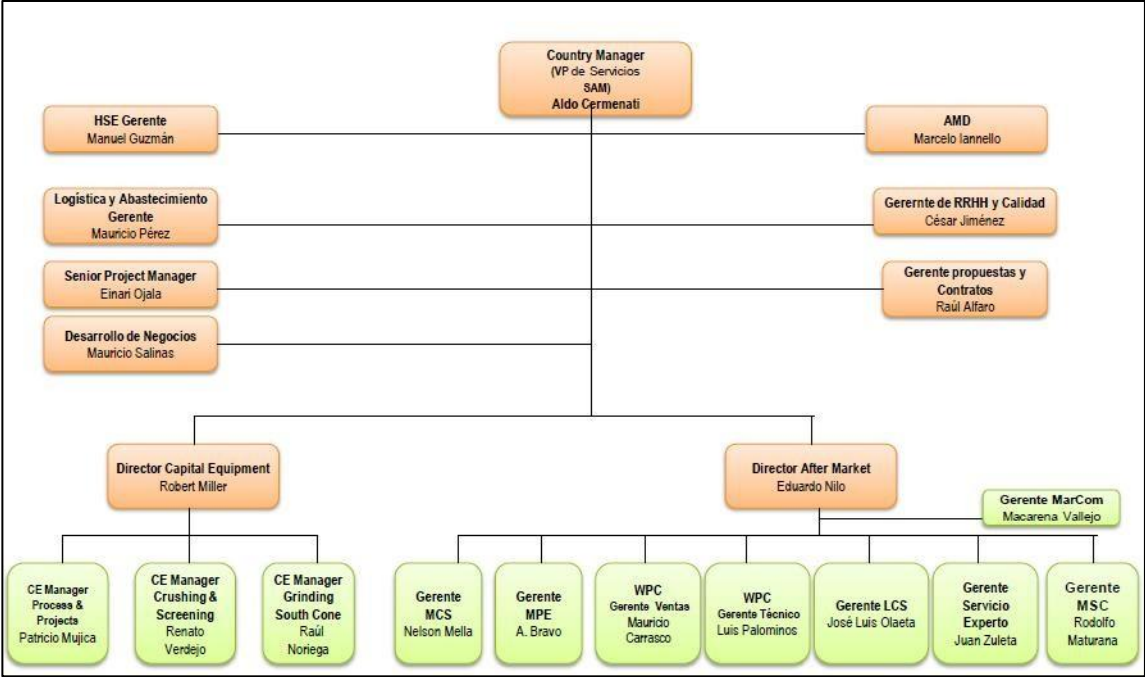 Country Manager
(VP de Servicios
SAM)
Aldo Cermenati
HSE Gerente
Manuel Guzmán
AMD
Marcelo Iannello
Logística y Abastecimiento
Gerente
Mauricio Pérez
Gerernte de RRHH y Calidad
César Jiménez
Senior Project Manager
Einari Ojala
Gerente propuestas y
Contratos
Raúl Alfaro
Desarrollo de Negocios
Mauricio Salinas
Director Capital Equipment
Robert Miller
Director After Market
Eduardo Nilo
Gerente MarCom
Macarena Vallejo
CE Manager
Process &
Projects
Patricio Mujica
CE Manager
Crushing &
Screening
Renato
Verdejo
CE Manager
Grinding
South Cone
Raúl
Noriega
Gerente
MCS
Nelson Mella
Gerente
MPE
A. Bravo
WPC
Gerente Ventas
Mauricio
Carrasco
WPC
Gerente Técnico
Luis Palominos
Gerente LCS
José Luis Olaeta
Gerente
Servicio
Experto
Juan Zuleta
Gerente
MSC
Rodolfo
Maturana